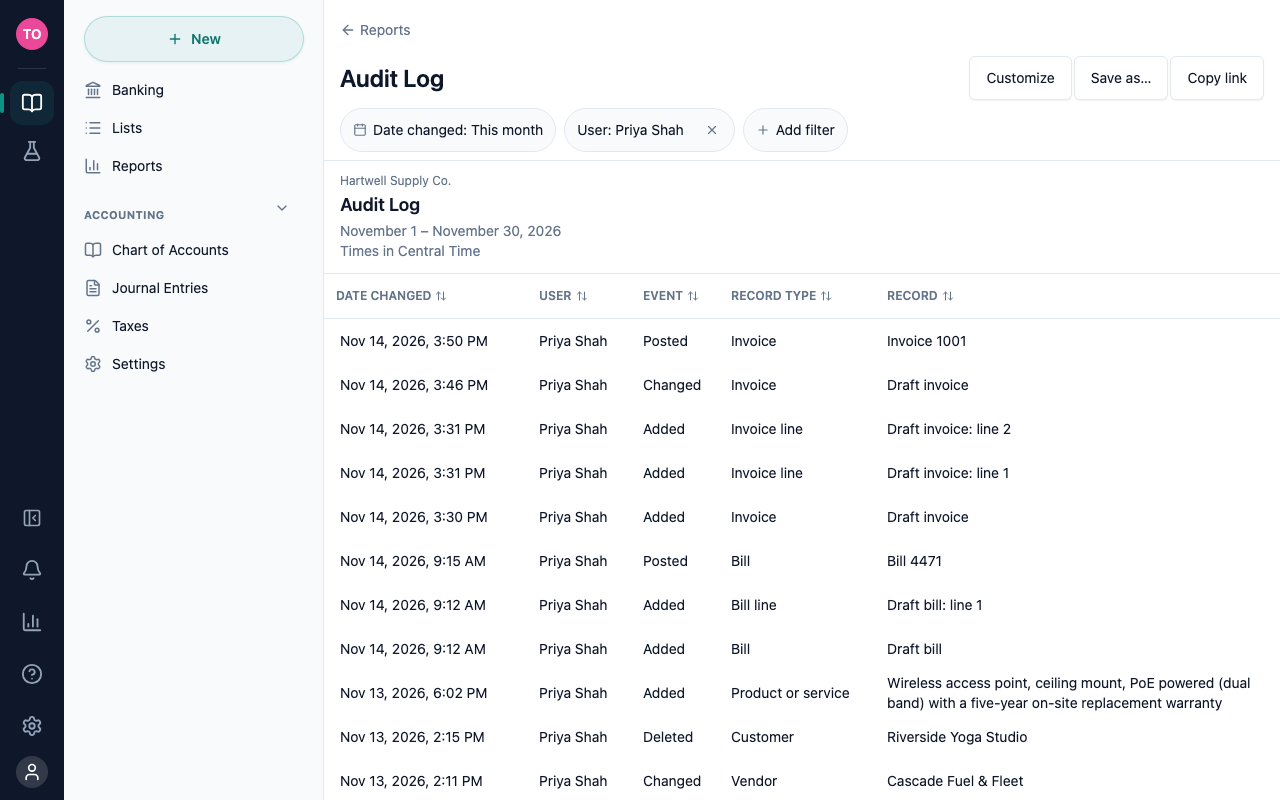 TO
New
Banking
Lists
Reports
ACCOUNTING
Chart of Accounts
Journal Entries
Taxes
Settings
Reports
Audit Log
Customize
Save as...
Copy link
Date changed: This month
User: Priya Shah
Add filter
Hartwell Supply Co.
Audit Log
November 1 – November 30, 2026
Times in Central Time
DATE CHANGED USER EVENT RECORD TYPE RECORD
Nov 14, 2026, 3:50 PM Priya Shah Posted Invoice Invoice 1001
Nov 14, 2026, 3:46 PM Priya Shah Changed Invoice Draft invoice
Nov 14, 2026, 3:31 PM Priya Shah Added Invoice line Draft invoice: line 2
Nov 14, 2026, 3:31 PM Priya Shah Added Invoice line Draft invoice: line 1
Nov 14, 2026, 3:30 PM Priya Shah Added Invoice Draft invoice
Nov 14, 2026, 9:15 AM Priya Shah Posted Bill Bill 4471
Nov 14, 2026, 9:12 AM Priya Shah Added Bill line Draft bill: line 1
Nov 14, 2026, 9:12 AM Priya Shah Added Bill Draft bill
Nov 13, 2026, 6:02 PM Priya Shah Added Product or service Wireless access point, ceiling mount, PoE powered (dual
band) with a five-year on-site replacement warranty
Nov 13, 2026, 2:15 PM Priya Shah Deleted Customer Riverside Yoga Studio
Nov 13, 2026, 2:11 PM Priya Shah Changed Vendor Cascade Fuel & Fleet